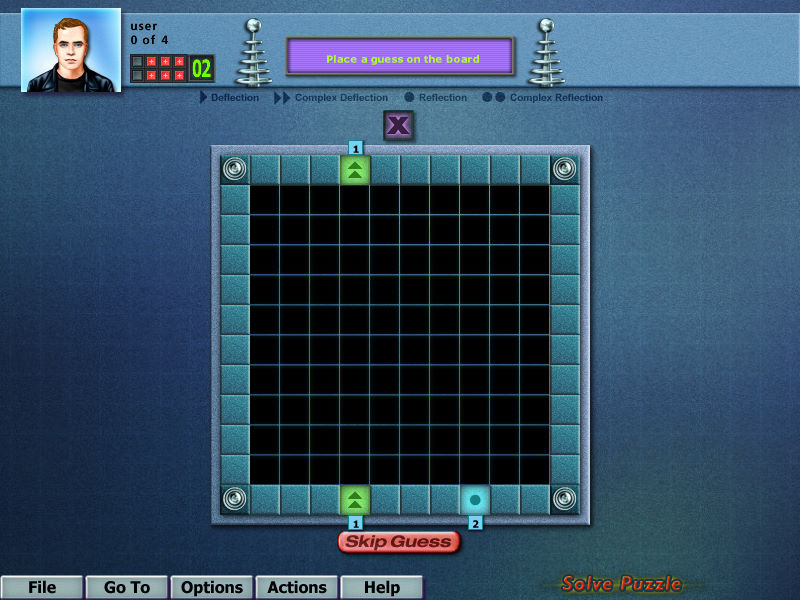 user
0 of 4
02
Place a guess on the board
Deflection Complex Deflection Reflection Complex Reflection
X
1
1
2
Skip Guess
Solve Puzzle
File Go To Options Actions Help